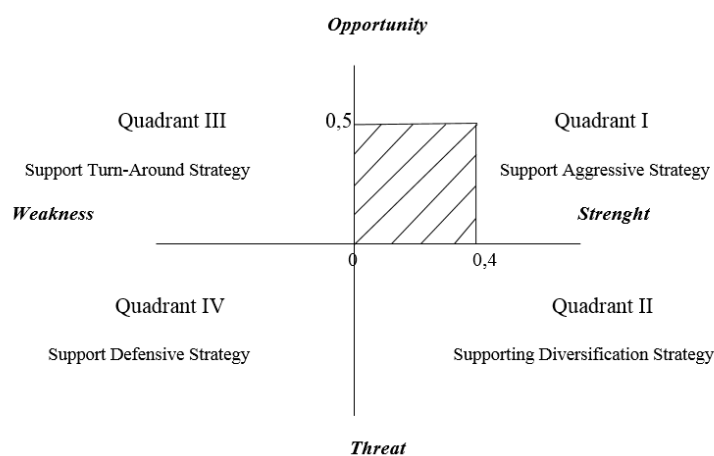 Opportunity
Quadrant III
0,5
Quadrant I
Support Turn-Around Strategy
Support Aggressive Strategy
Weakness
Strenght
0
0,4
Quadrant IV
Quadrant II
Support Defensive Strategy
Supporting Diversification Strategy
Threat